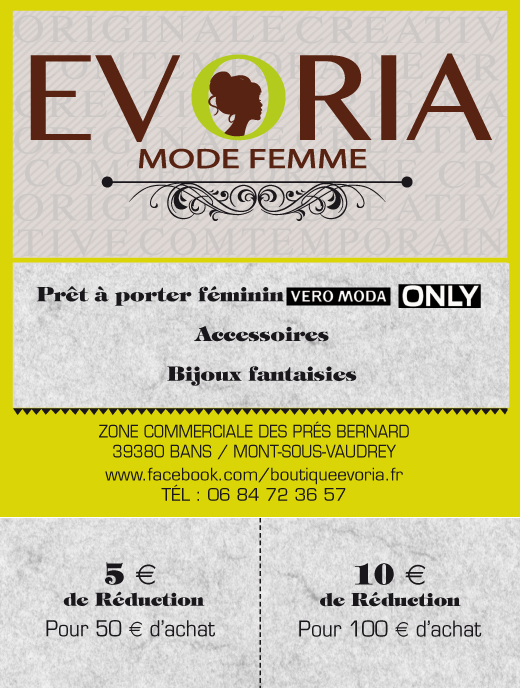 EVORIA
MODE FEMME
Prêt à porter féminin VERO MODA ONLY
Accessoires
Bijoux fantaisies
ZONE COMMERCIALE DES PRÉS BERNARD
39380 BANS / MONT-SOUS-VAUDREY
www.facebook.com/boutiqueevoria.fr
TÉL : 06 84 72 36 57
5 €
de Réduction
Pour 50 € d'achat
10 €
de Réduction
Pour 100 € d'achat